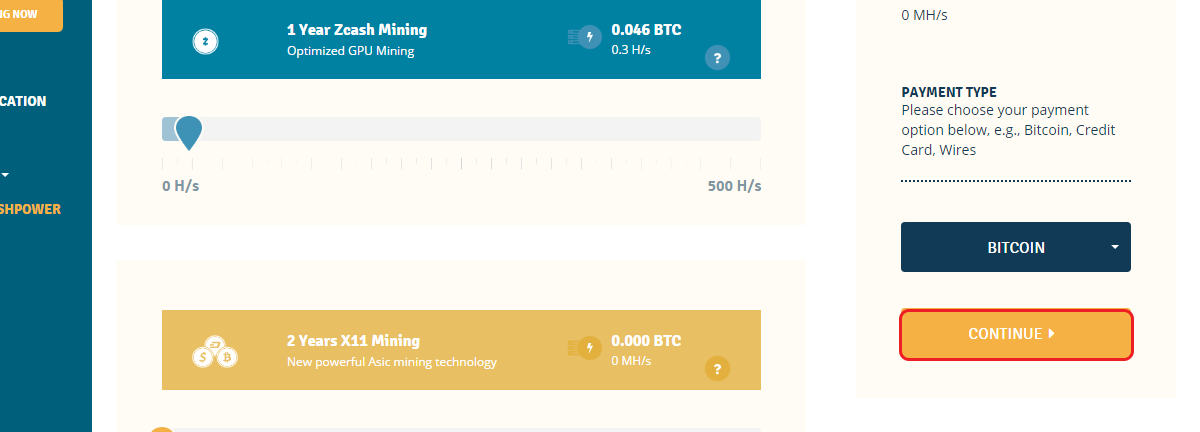 NG NOW
CATION
SHPOWER
1 Year Zcash Mining
Optimized GPU Mining
0.046 BTC
0.3 H/s
?
0 H/s
500 H/s
2 Years X11 Mining
New powerful Asic mining technology
0.000 BTC
0 MH/s
?
0 MH/s
PAYMENT TYPE
Please choose your payment
option below, e.g., Bitcoin, Credit
Card, Wires
BITCOIN
CONTINUE